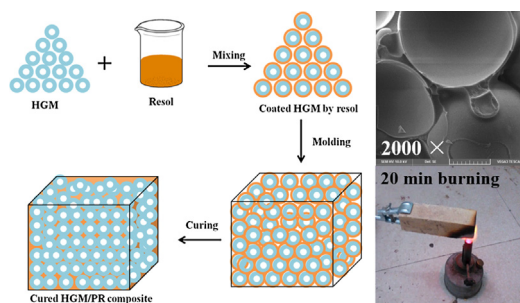 HGM
+
Resol
Mixing
Coated HGM by resol
Molding
Curing
Cured HGM/PR composite
2000 ×
20 min burning